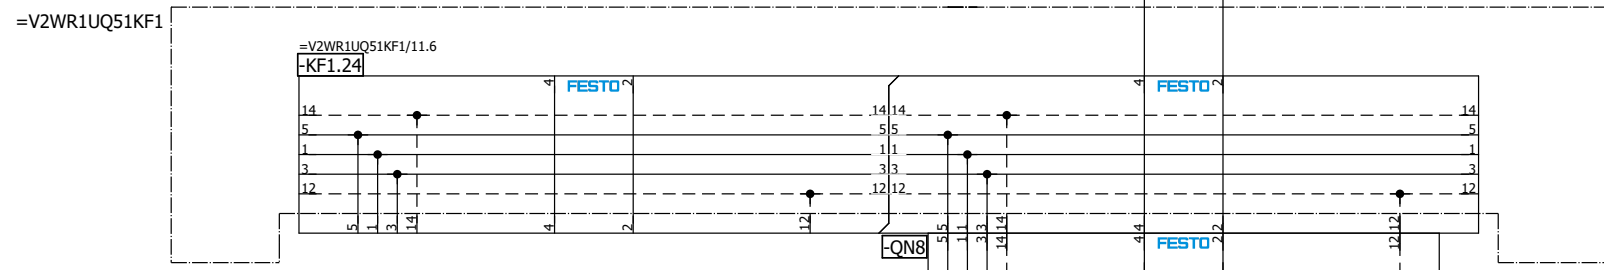 =V2WR1UQ51KF1
=V2WR1UQ51KF1/11.6
-KF1.24
4 FESTO 2 4 FESTO 2
14 14 14 14
5 5 5 5
1 1 1 1
3 3 3 3
12 12 12 12
5 1 3 14 4 2 12 5 1 3 14 4 2 12
-QN8 5 1 3 14 4 FESTO 2 12